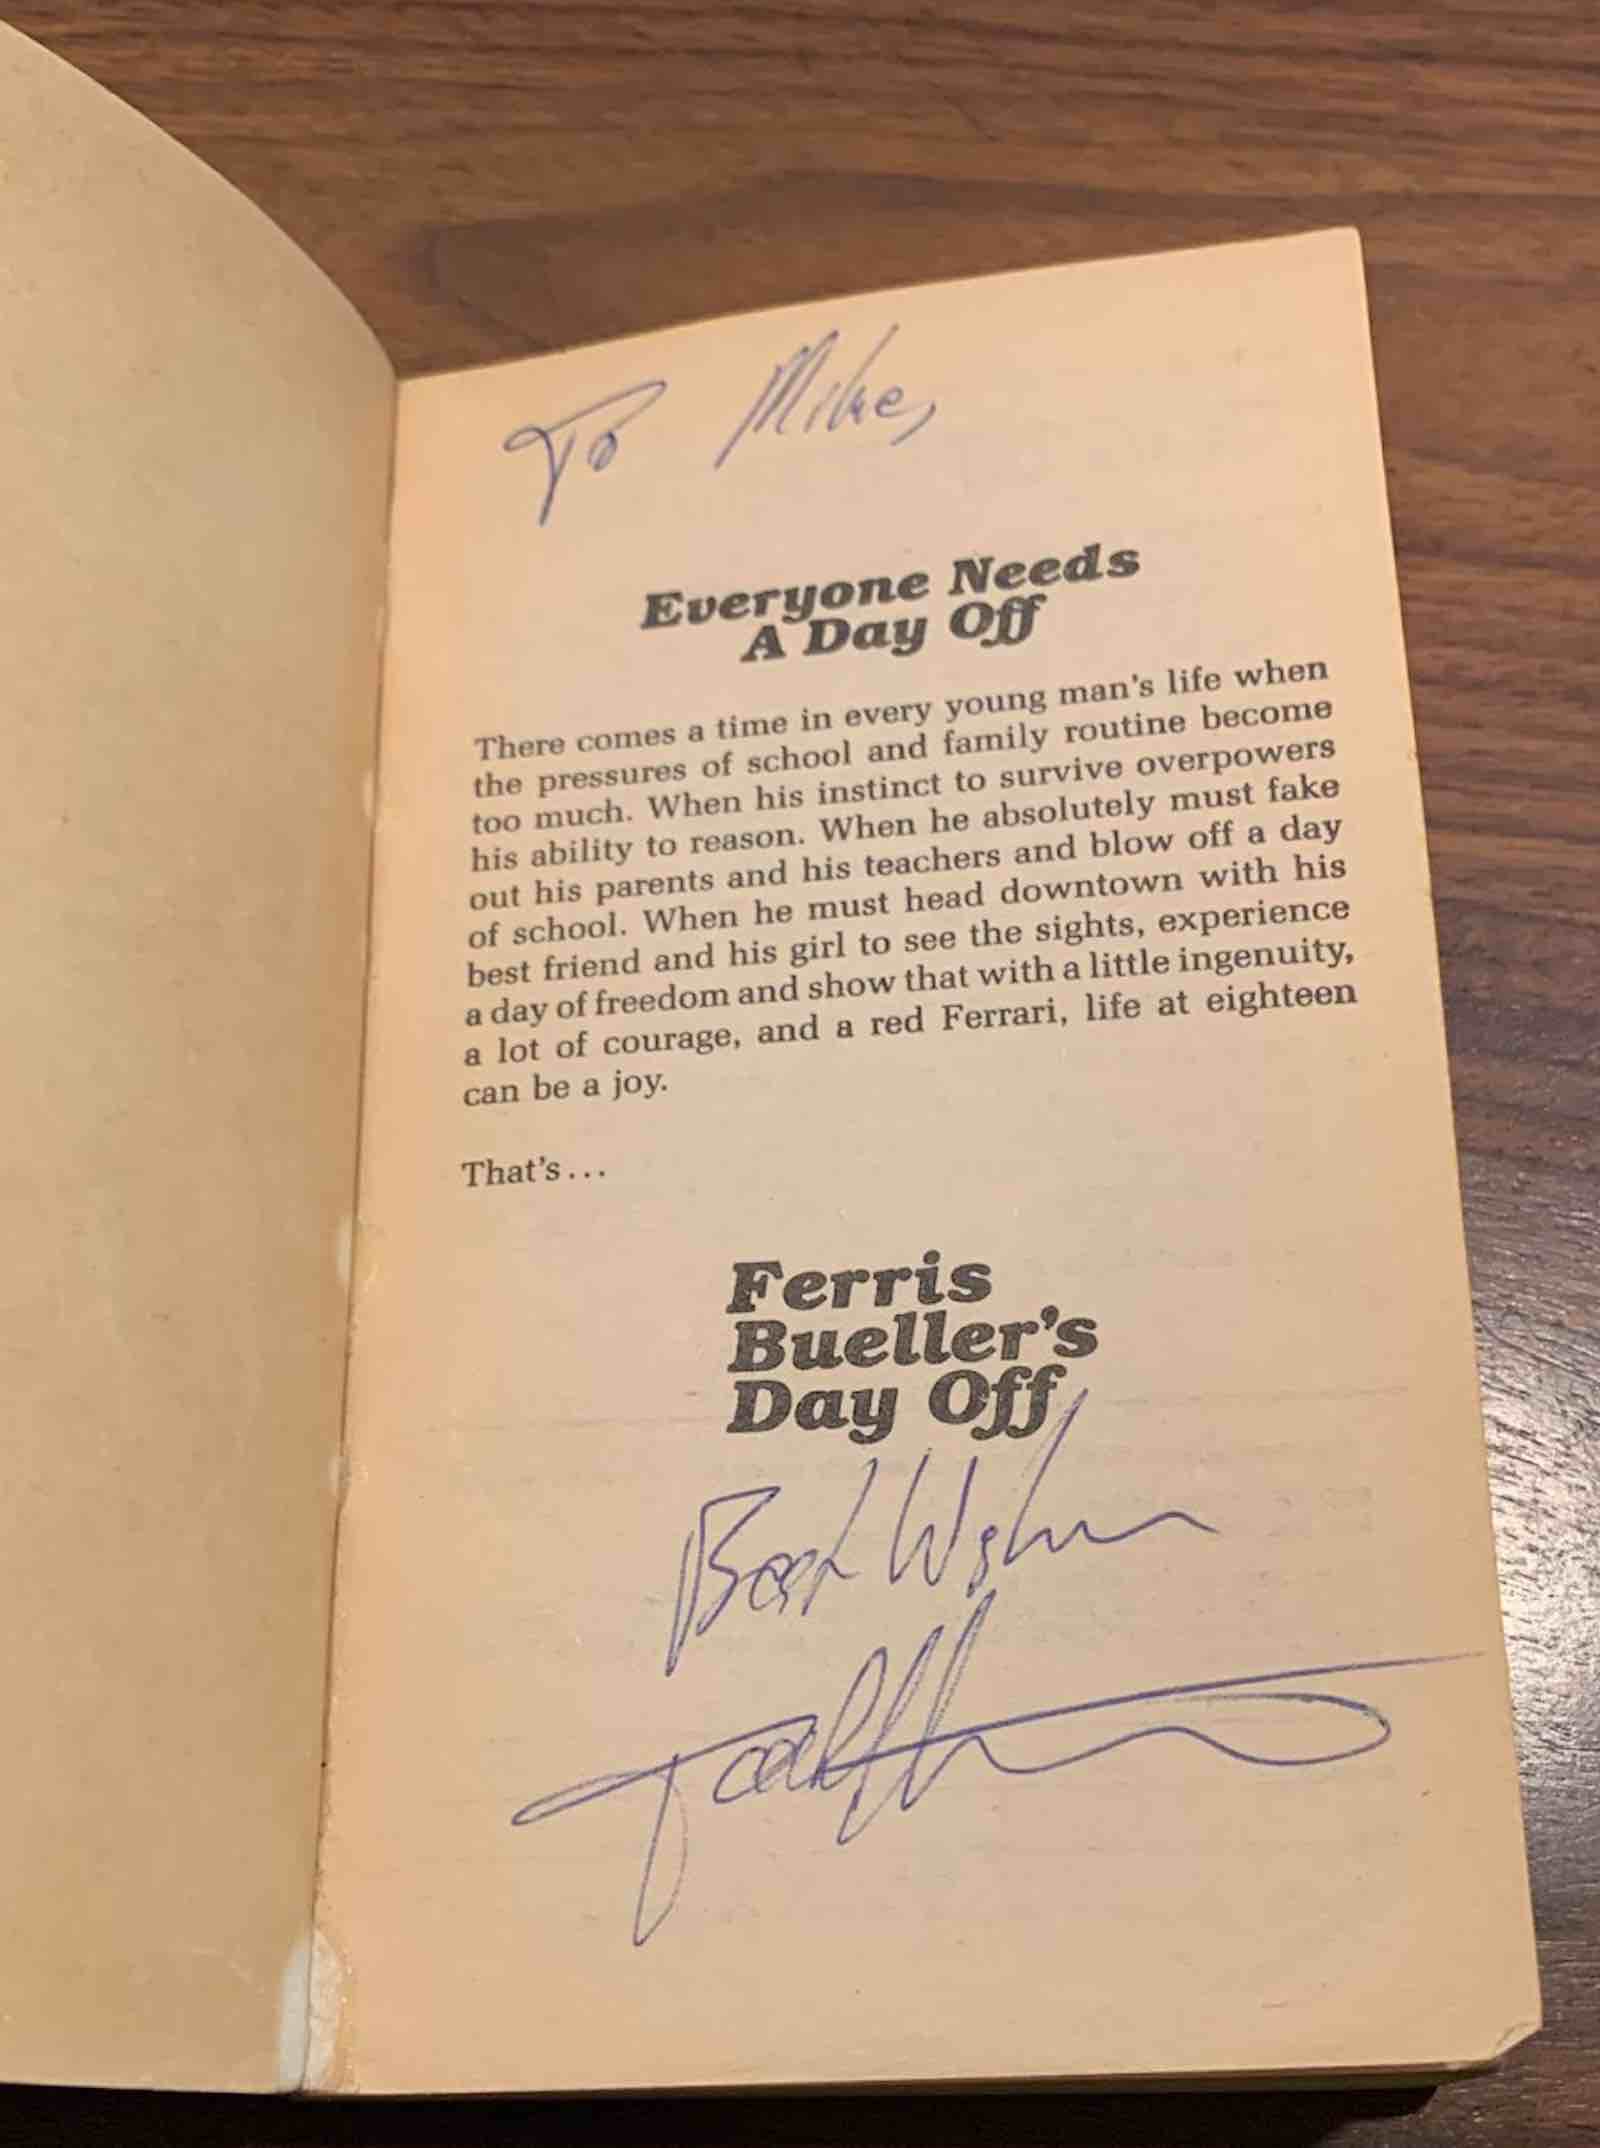 To Mike,
Everyone Needs
A Day Off
There comes a time in every young man's life when
the pressures of school and family routine become
too much. When his instinct to survive overpowers
his ability to reason. When he absolutely must fake
out his parents and his teachers and blow off a day
of school. When he must head downtown with his
best friend and his girl to see the sights, experience
a day of freedom and show that with a little ingenuity,
a lot of courage, and a red Ferrari, life at eighteen
can be a joy.
That's...
Ferris
Bueller's
Day Off
Best Wishes